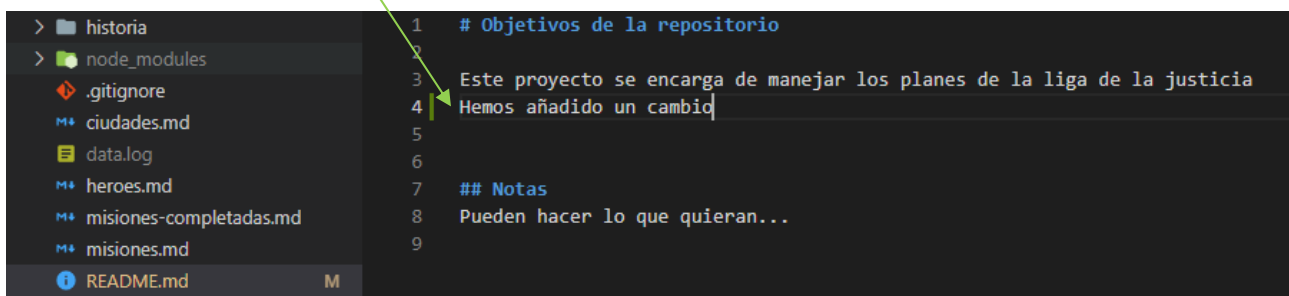 historia
node_modules
.gitignore
M↓ ciudades.md
data.log
M↓ heroes.md
M↓ misiones-completadas.md
M↓ misiones.md
README.md M
1 # Objetivos de la repositorio
2
3 Este proyecto se encarga de manejar los planes de la liga de la justicia
4 Hemos añadido un cambio
5
6
7 ## Notas
8 Pueden hacer lo que quieran...
9